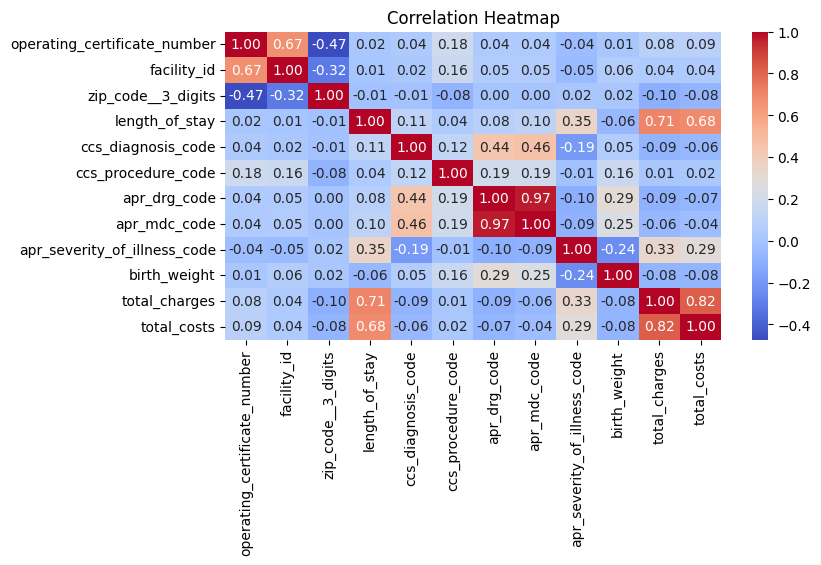 Correlation Heatmap
operating_certificate_number 1.00 0.67 -0.47 0.02 0.04 0.18 0.04 0.04 -0.04 0.01 0.08 0.09
facility_id 0.67 1.00 -0.32 0.01 0.02 0.16 0.05 0.05 -0.05 0.06 0.04 0.04
zip_code__3_digits -0.47 -0.32 1.00 -0.01 -0.01 -0.08 0.00 0.00 0.02 0.02 -0.10 -0.08
length_of_stay 0.02 0.01 -0.01 1.00 0.11 0.04 0.08 0.10 0.35 -0.06 0.71 0.68
ccs_diagnosis_code 0.04 0.02 -0.01 0.11 1.00 0.12 0.44 0.46 -0.19 0.05 -0.09 -0.06
ccs_procedure_code 0.18 0.16 -0.08 0.04 0.12 1.00 0.19 0.19 -0.01 0.16 0.01 0.02
apr_drg_code 0.04 0.05 0.00 0.08 0.44 0.19 1.00 0.97 -0.10 0.29 -0.09 -0.07
apr_mdc_code 0.04 0.05 0.00 0.10 0.46 0.19 0.97 1.00 -0.09 0.25 -0.06 -0.04
apr_severity_of_illness_code -0.04 -0.05 0.02 0.35 -0.19 -0.01 -0.10 -0.09 1.00 -0.24 0.33 0.29
birth_weight 0.01 0.06 0.02 -0.06 0.05 0.16 0.29 0.25 -0.24 1.00 -0.08 -0.08
total_charges 0.08 0.04 -0.10 0.71 -0.09 0.01 -0.09 -0.06 0.33 -0.08 1.00 0.82
total_costs 0.09 0.04 -0.08 0.68 -0.06 0.02 -0.07 -0.04 0.29 -0.08 0.82 1.00
operating_certificate_number
facility_id
zip_code__3_digits
length_of_stay
ccs_diagnosis_code
ccs_procedure_code
apr_drg_code
apr_mdc_code
apr_severity_of_illness_code
birth_weight
total_charges
total_costs
1.0
0.8
0.6
0.4
0.2
0.0
−0.2
−0.4